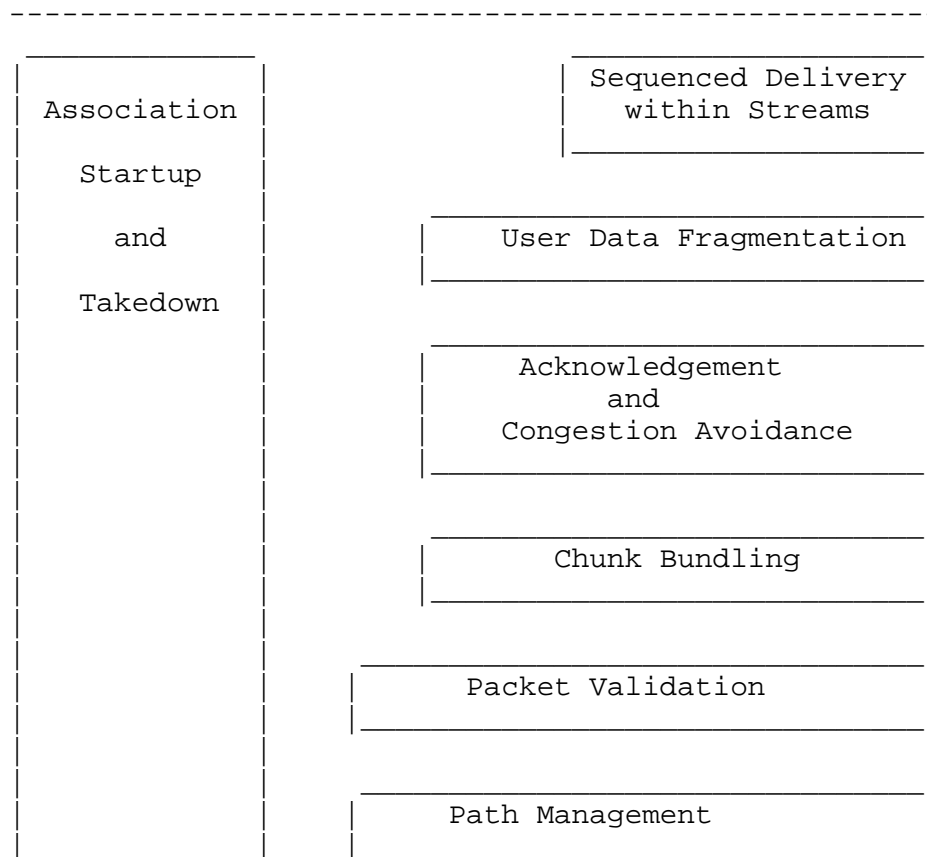 Sequenced Delivery
Association within Streams
Startup
and User Data Fragmentation
Takedown
Acknowledgement
and
Congestion Avoidance
Chunk Bundling
Packet Validation
Path Management